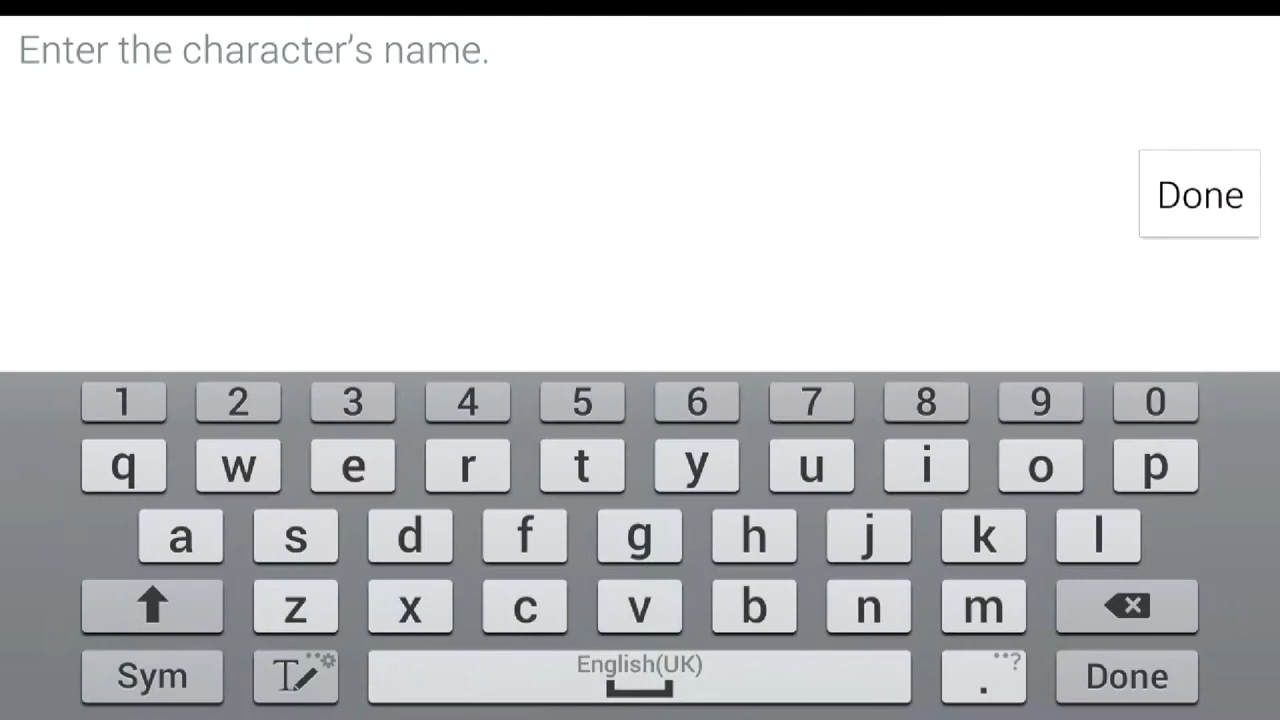 Enter the character's name.
Done
1 2 3 4 5 6 7 8 9 0
q w e r t y u i o p
a s d f g h j k l
z x c v b n m
Sym T English(UK) . ? Done